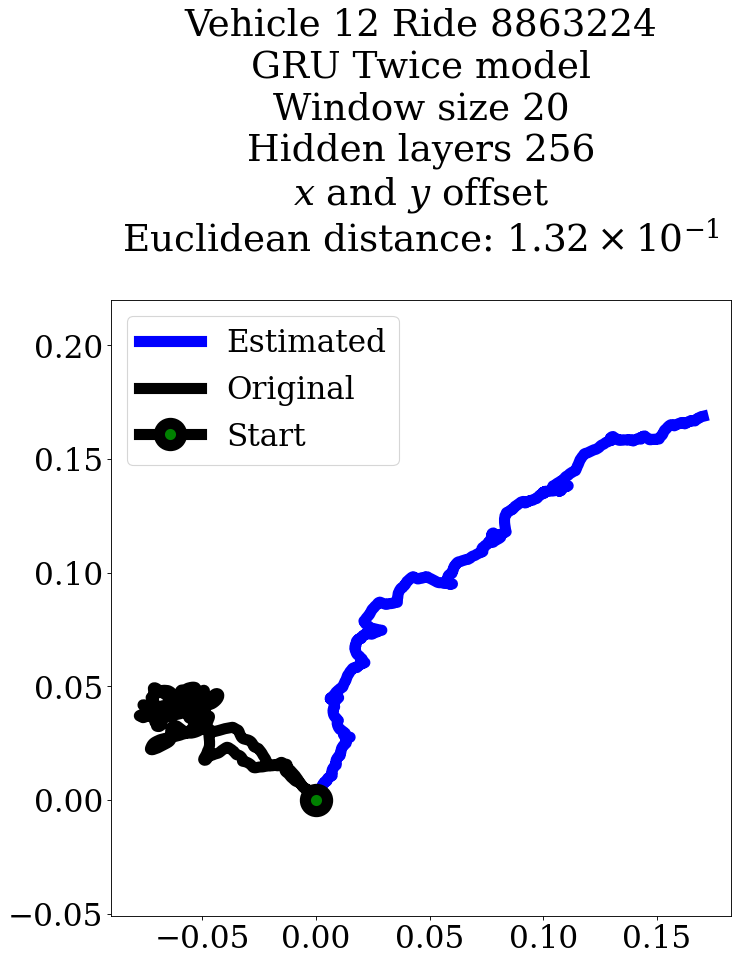 Vehicle 12 Ride 8863224
GRU Twice model
Window size 20
Hidden layers 256
x and y offset
Euclidean distance: 1.32 × 10⁻¹
Estimated
Original
Start
0.20
0.15
0.10
0.05
0.00
−0.05
−0.05 0.00 0.05 0.10 0.15